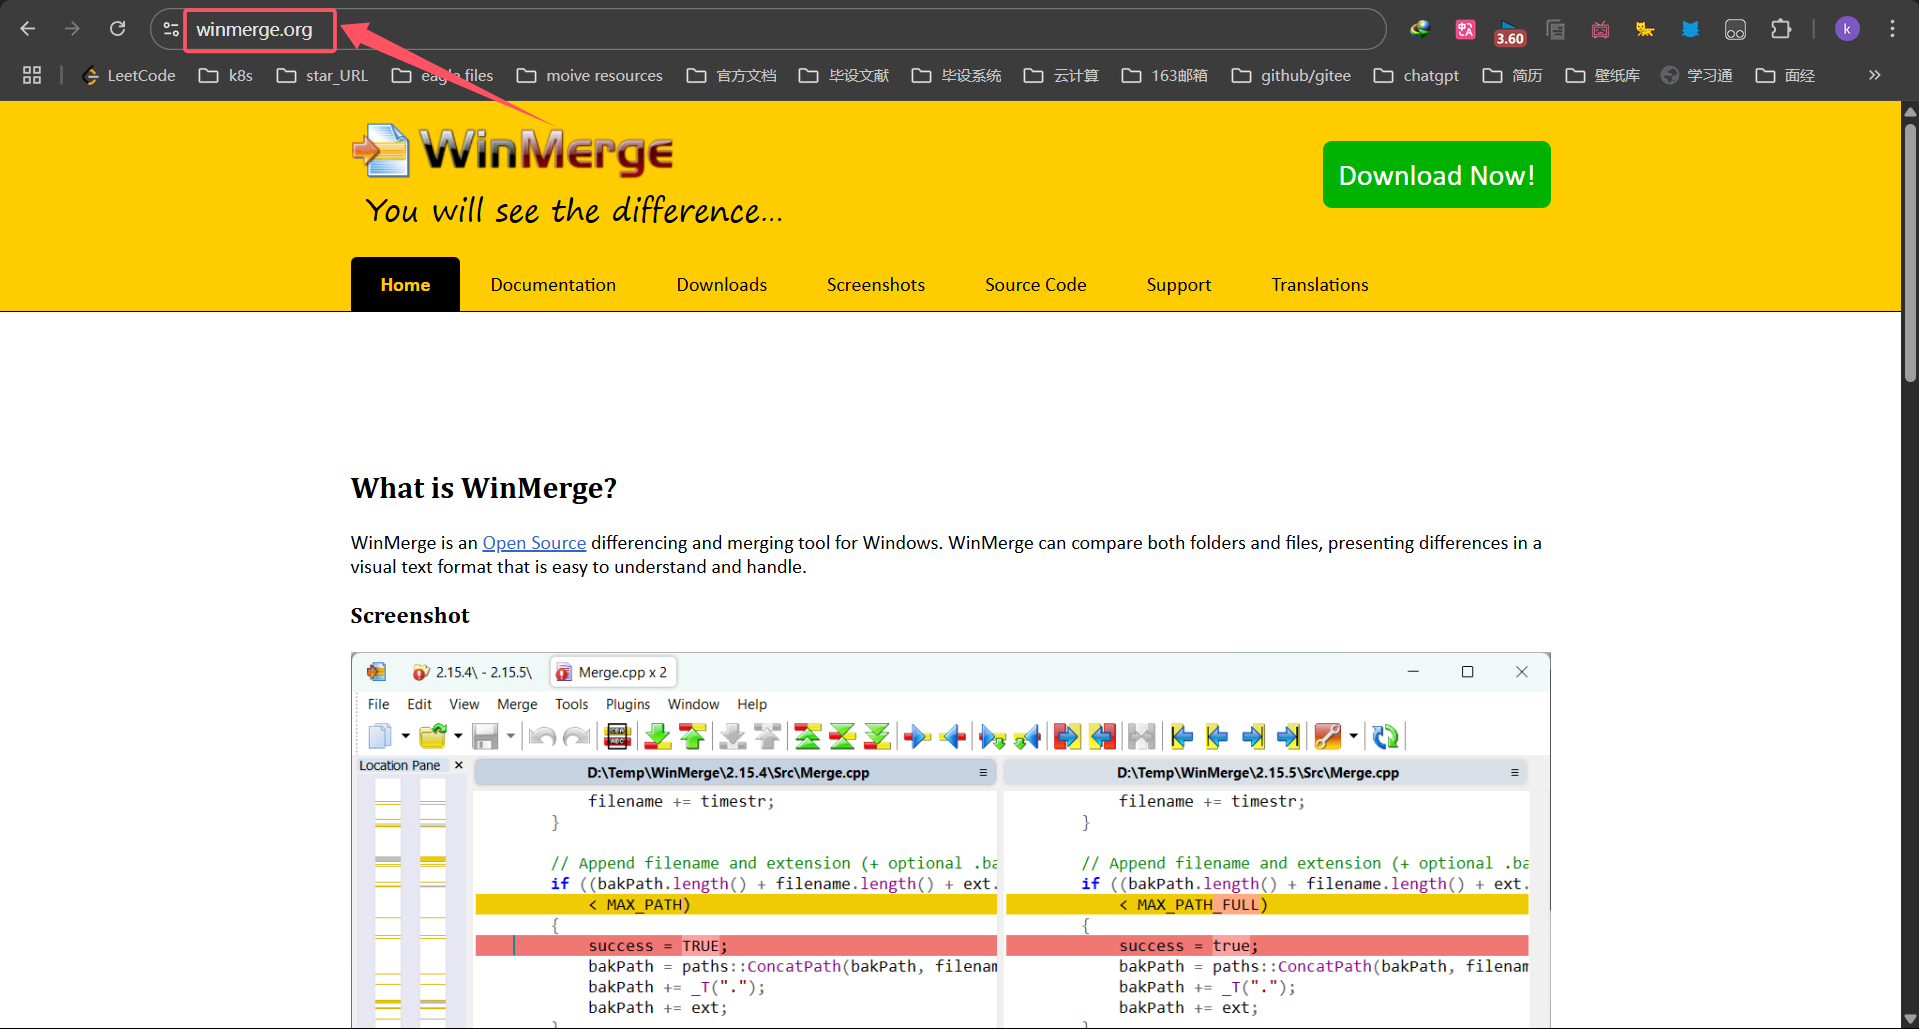 winmerge.org
3.60
k
LeetCode k8s star_URL eagle files moive resources 官方文档 毕设文献 毕设系统 云计算 163邮箱 github/gitee chatgpt 简历 壁纸库 学习通 面经
WinMerge
You will see the difference...
Download Now!
Home Documentation Downloads Screenshots Source Code Support Translations
What is WinMerge?
WinMerge is an Open Source differencing and merging tool for Windows. WinMerge can compare both folders and files, presenting differences in a
visual text format that is easy to understand and handle.
Screenshot
2.15.4\ - 2.15.5\ Merge.cpp x 2
File Edit View Merge Tools Plugins Window Help
Location Pane
D:\Temp\WinMerge\2.15.4\Src\Merge.cpp
filename += timestr;
}
// Append filename and extension (+ optional .ba
if ((bakPath.length() + filename.length() + ext.
< MAX_PATH)
{
success = TRUE;
bakPath = paths::ConcatPath(bakPath, filenam
bakPath += _T(".");
bakPath += ext;
D:\Temp\WinMerge\2.15.5\Src\Merge.cpp
filename += timestr;
}
// Append filename and extension (+ optional .ba
if ((bakPath.length() + filename.length() + ext.
< MAX_PATH_FULL)
{
success = true;
bakPath = paths::ConcatPath(bakPath, filenam
bakPath += _T(".");
bakPath += ext;